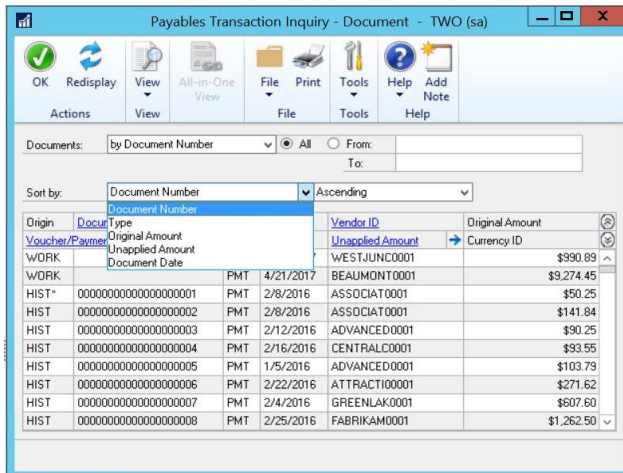 Payables Transaction Inquiry - Document - TWO (sa)
OK Redisplay View All-in-One View File Print Tools Help Add Note
Actions View File Tools Help
Documents: by Document Number All From:
To:
Sort by: Document Number Ascending
Document Number
Type
Original Amount
Unapplied Amount
Document Date
Origin Docu Vendor ID Original Amount
Voucher/Paymen Unapplied Amount Currency ID
WORK WESTJUNC0001 $990.89
WORK PMT 4/21/2017 BEAUMONT0001 $9,274.45
HIST* 00000000000000000001 PMT 2/8/2016 ASSOCIAT0001 $50.25
HIST 00000000000000000002 PMT 2/8/2016 ASSOCIAT0001 $141.84
HIST 00000000000000000003 PMT 2/12/2016 ADVANCED0001 $90.25
HIST 00000000000000000004 PMT 2/16/2016 CENTRALC0001 $93.55
HIST 00000000000000000005 PMT 1/5/2016 ADVANCED0001 $103.79
HIST 00000000000000000006 PMT 2/22/2016 ATTRACTI00001 $271.62
HIST 00000000000000000007 PMT 2/4/2016 GREENLAK0001 $607.60
HIST 00000000000000000008 PMT 2/25/2016 FABRIKAM0001 $1,262.50